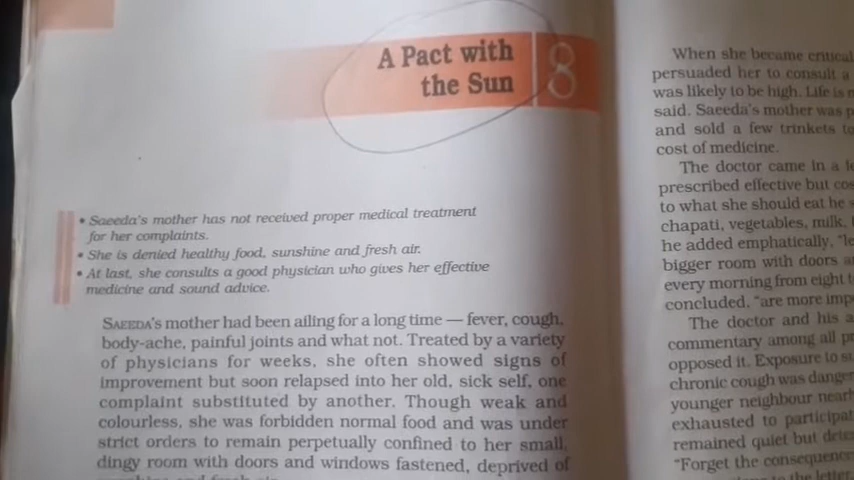 A Pact with
the Sun
8
• Saeeda's mother has not received proper medical treatment
for her complaints.
• She is denied healthy food, sunshine and fresh air.
• At last, she consults a good physician who gives her effective
medicine and sound advice.
SAEEDA'S mother had been ailing for a long time — fever, cough,
body-ache, painful joints and what not. Treated by a variety
of physicians for weeks, she often showed signs of
improvement but soon relapsed into her old, sick self, one
complaint substituted by another. Though weak and
colourless, she was forbidden normal food and was under
strict orders to remain perpetually confined to her small,
dingy room with doors and windows fastened, deprived of
When she became critical
persuaded her to consult a
was likely to be high. Life is
said. Saeeda's mother was
and sold a few trinkets to
cost of medicine.
The doctor came in a
prescribed effective but
to what she should eat he
chapati, vegetables, milk,
he added emphatically,
bigger room with doors
every morning from eight
concluded, "are more
The doctor and his
commentary among all
opposed it. Exposure to
chronic cough was
younger neighbour
exhausted to
remained quiet but
"Forget the
to the letter